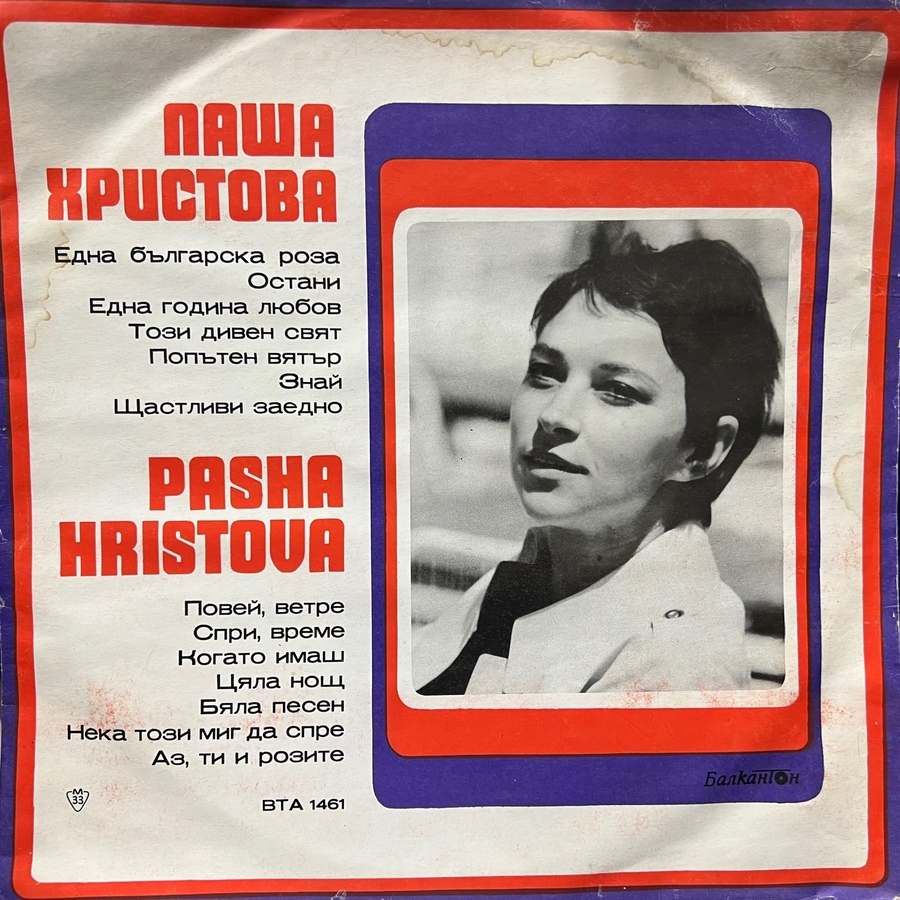 ПАША
ХРИСТОВА
Една българска роза
Остани
Една година любов
Този дивен свят
Попътен вятър
Знай
Щастливи заедно
PASHA
HRISTOVA
Повей, ветре
Спри, време
Когато имаш
Цяла нощ
Бяла песен
Нека този миг да спре
Аз, ти и розите
М
33
ВТА 1461
Балкантон